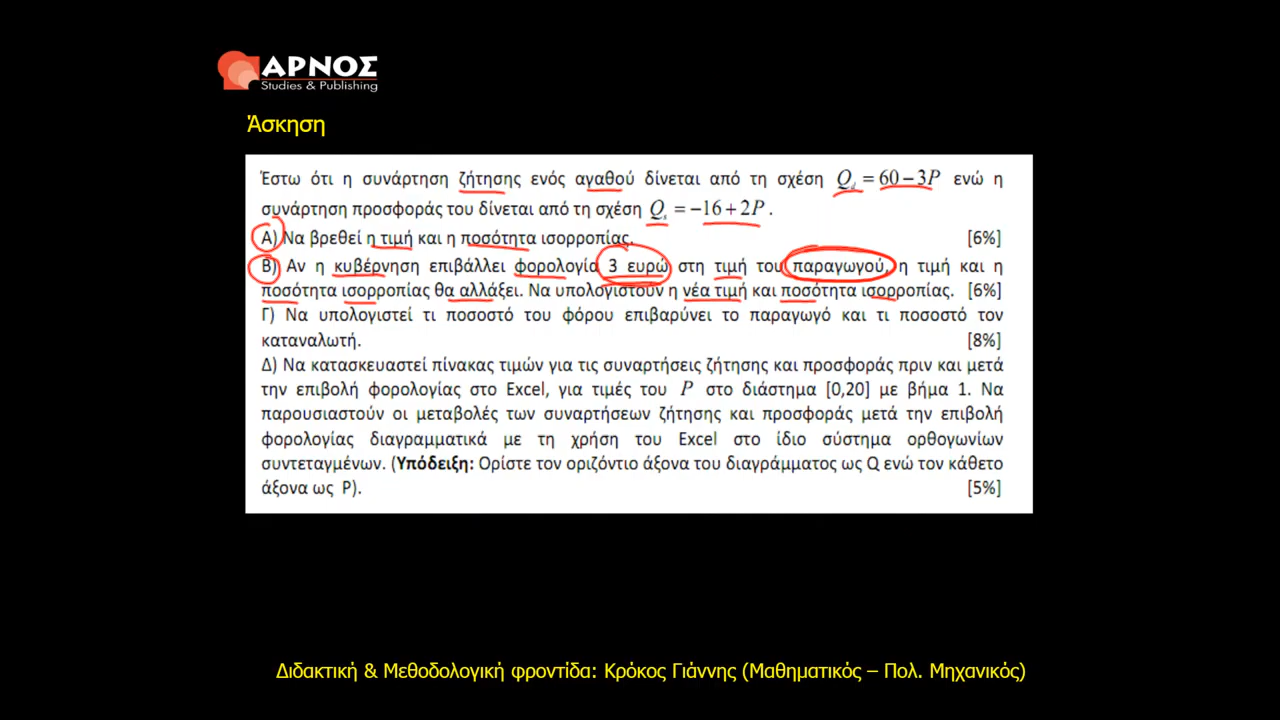 ΑΡΝΟΣ
Studies & Publishing
Άσκηση
Έστω ότι η συνάρτηση ζήτησης ενός αγαθού δίνεται από τη σχέση Q_d = 60 − 3P ενώ η
συνάρτηση προσφοράς του δίνεται από τη σχέση Q_s = −16 + 2P .
Α) Να βρεθεί η τιμή και η ποσότητα ισορροπίας. [6%]
Β) Αν η κυβέρνηση επιβάλλει φορολογία 3 ευρώ στη τιμή του παραγωγού, η τιμή και η
ποσότητα ισορροπίας θα αλλάξει. Να υπολογιστούν η νέα τιμή και ποσότητα ισορροπίας. [6%]
Γ) Να υπολογιστεί τι ποσοστό του φόρου επιβαρύνει το παραγωγό και τι ποσοστό τον
καταναλωτή. [8%]
Δ) Να κατασκευαστεί πίνακας τιμών για τις συναρτήσεις ζήτησης και προσφοράς πριν και μετά
την επιβολή φορολογίας στο Excel, για τιμές του P στο διάστημα [0,20] με βήμα 1. Να
παρουσιαστούν οι μεταβολές των συναρτήσεων ζήτησης και προσφοράς μετά την επιβολή
φορολογίας διαγραμματικά με τη χρήση του Excel στο ίδιο σύστημα ορθογωνίων
συντεταγμένων. (Υπόδειξη: Ορίστε τον οριζόντιο άξονα του διαγράμματος ως Q ενώ τον κάθετο
άξονα ως P). [5%]
Διδακτική & Μεθοδολογική φροντίδα: Κρόκος Γιάννης (Μαθηματικός – Πολ. Μηχανικός)